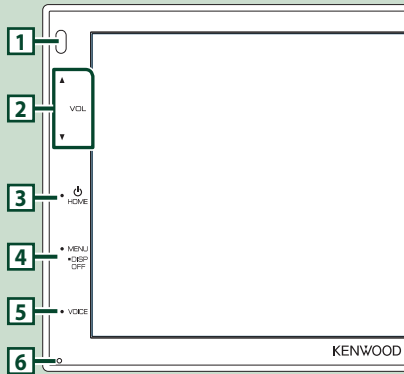 1
2
VOL
3
HOME
4
MENU
•DISP
OFF
5
VOICE
KENWOOD
6